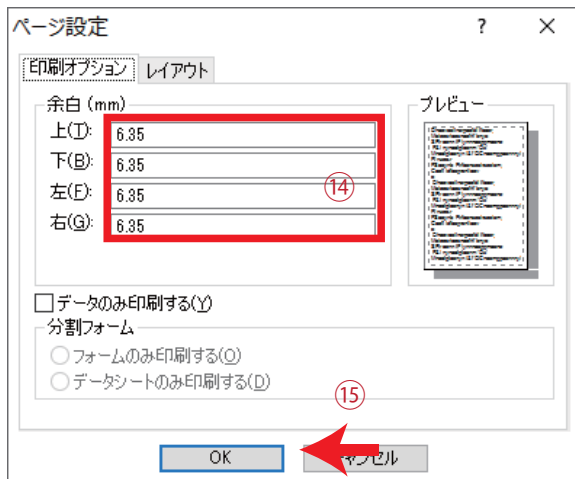 ページ設定 ? ×
印刷オプション レイアウト
余白 (mm) プレビュー
上(T): 6.35
下(B): 6.35
左(F): 6.35
右(G): 6.35
⑭
データのみ印刷する(Y)
分割フォーム
フォームのみ印刷する(O)
データシートのみ印刷する(D)
⑮
OK キャンセル